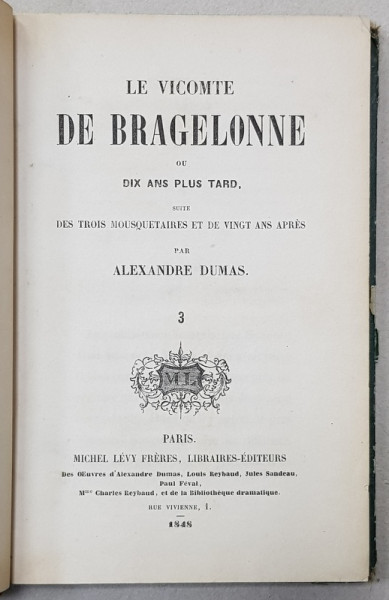 LE VICOMTE
DE BRAGELONNE
OU
DIX ANS PLUS TARD,
SUITE
DES TROIS MOUSQUETAIRES ET DE VINGT ANS APRÈS
PAR
ALEXANDRE DUMAS.
3
M L
PARIS.
MICHEL LÉVY FRÈRES, LIBRAIRES-ÉDITEURS
Des Œuvres d'Alexandre Dumas, Louis Reybaud, Jules Sandeau,
Paul Féval,
Mme Charles Reybaud, et de la Bibliothèque dramatique.
RUE VIVIENNE, 1.
1848